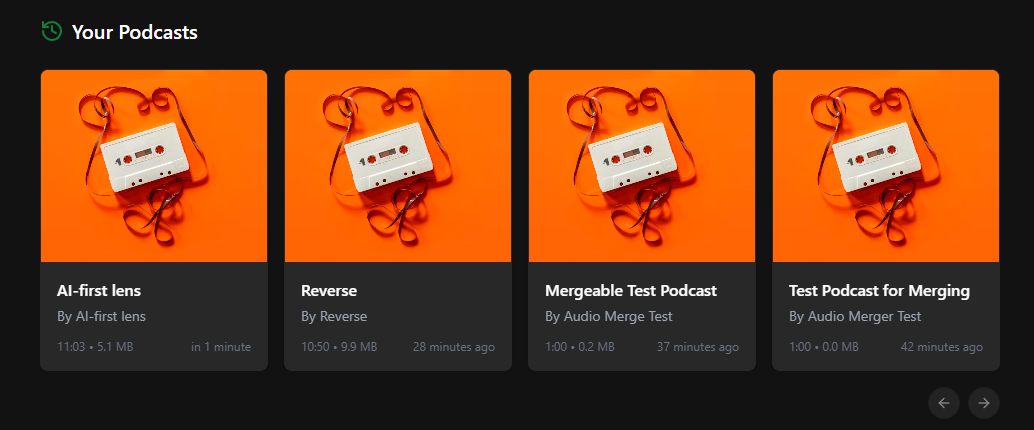 Your Podcasts
AI-first lens
By AI-first lens
11:03 • 5.1 MB in 1 minute
Reverse
By Reverse
10:50 • 9.9 MB 28 minutes ago
Mergeable Test Podcast
By Audio Merge Test
1:00 • 0.2 MB 37 minutes ago
Test Podcast for Merging
By Audio Merger Test
1:00 • 0.0 MB 42 minutes ago